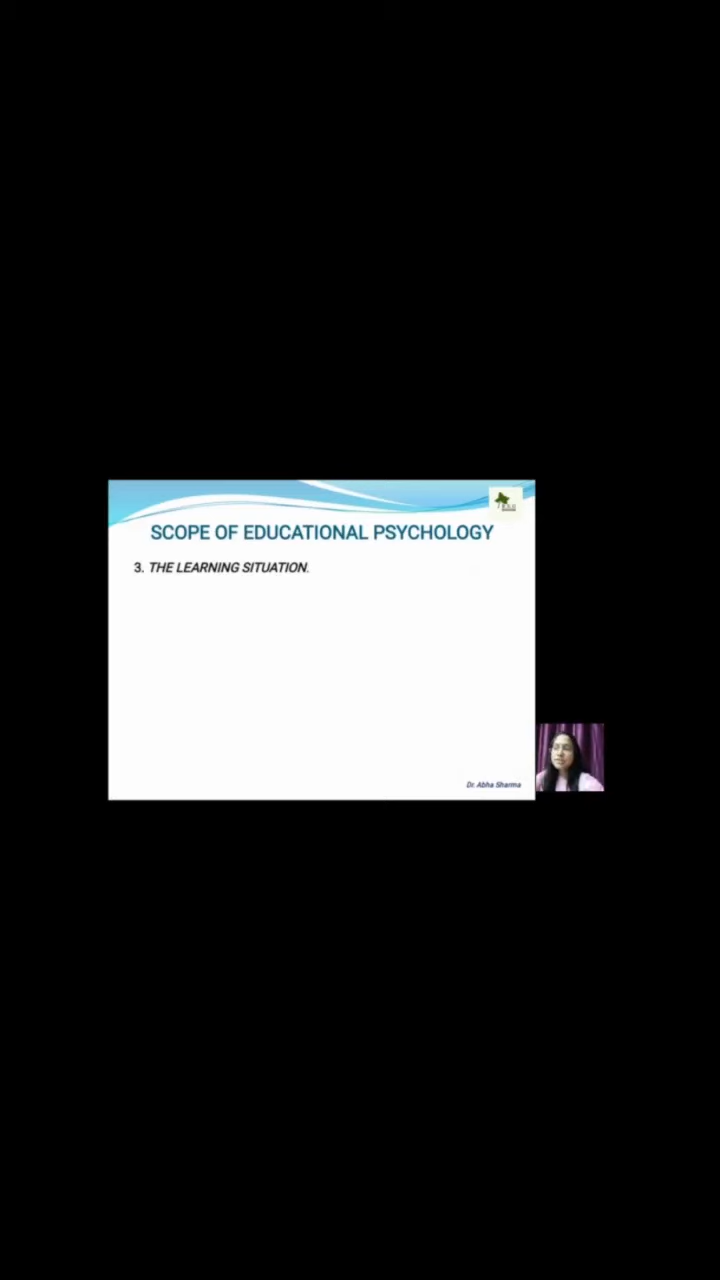 SCOPE OF EDUCATIONAL PSYCHOLOGY
3. THE LEARNING SITUATION.
Dr. Abha Sharma